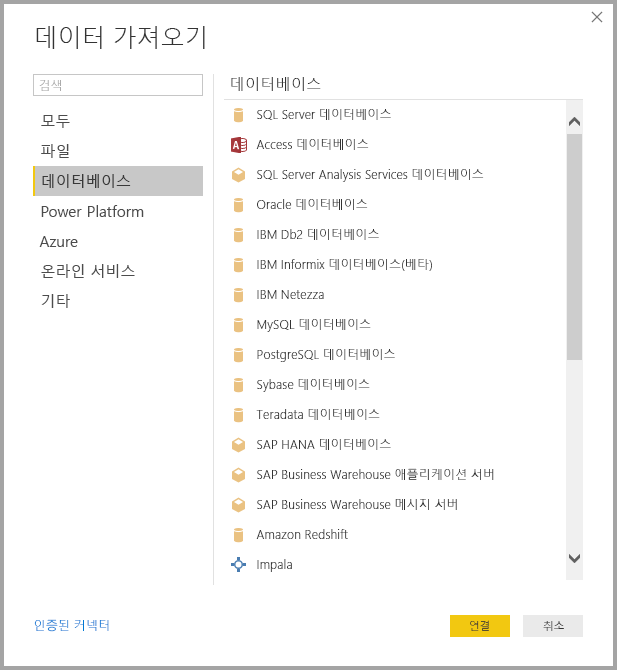 데이터 가져오기
검색
모두
파일
데이터베이스
Power Platform
Azure
온라인 서비스
기타
데이터베이스
SQL Server 데이터베이스
Access 데이터베이스
SQL Server Analysis Services 데이터베이스
Oracle 데이터베이스
IBM Db2 데이터베이스
IBM Informix 데이터베이스(베타)
IBM Netezza
MySQL 데이터베이스
PostgreSQL 데이터베이스
Sybase 데이터베이스
Teradata 데이터베이스
SAP HANA 데이터베이스
SAP Business Warehouse 애플리케이션 서버
SAP Business Warehouse 메시지 서버
Amazon Redshift
Impala
인증된 커넥터
연결
취소